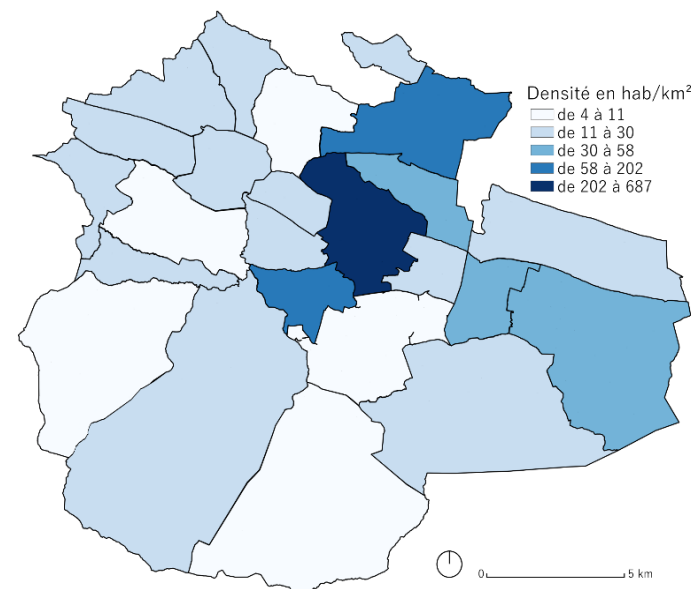 Densité en hab/km²
de 4 à 11
de 11 à 30
de 30 à 58
de 58 à 202
de 202 à 687
0 5 km